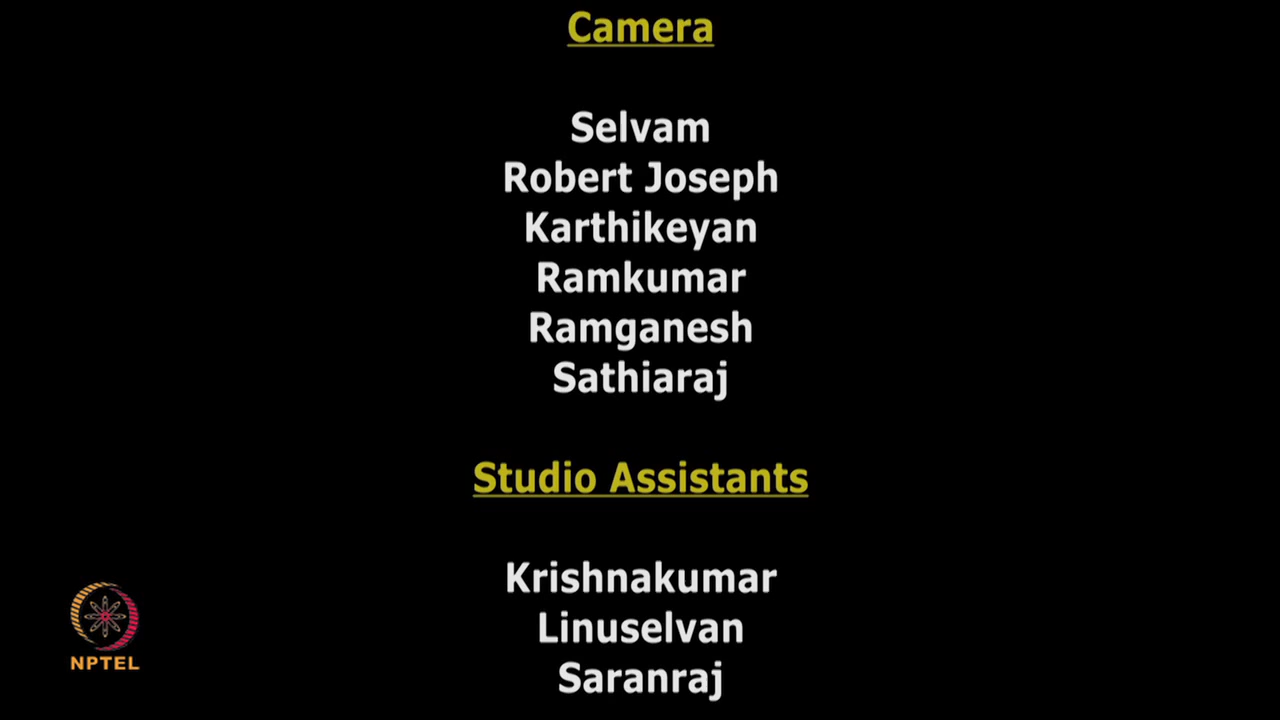 Camera
Selvam
Robert Joseph
Karthikeyan
Ramkumar
Ramganesh
Sathiaraj
Studio Assistants
Krishnakumar
Linuselvan
Saranraj
NPTEL